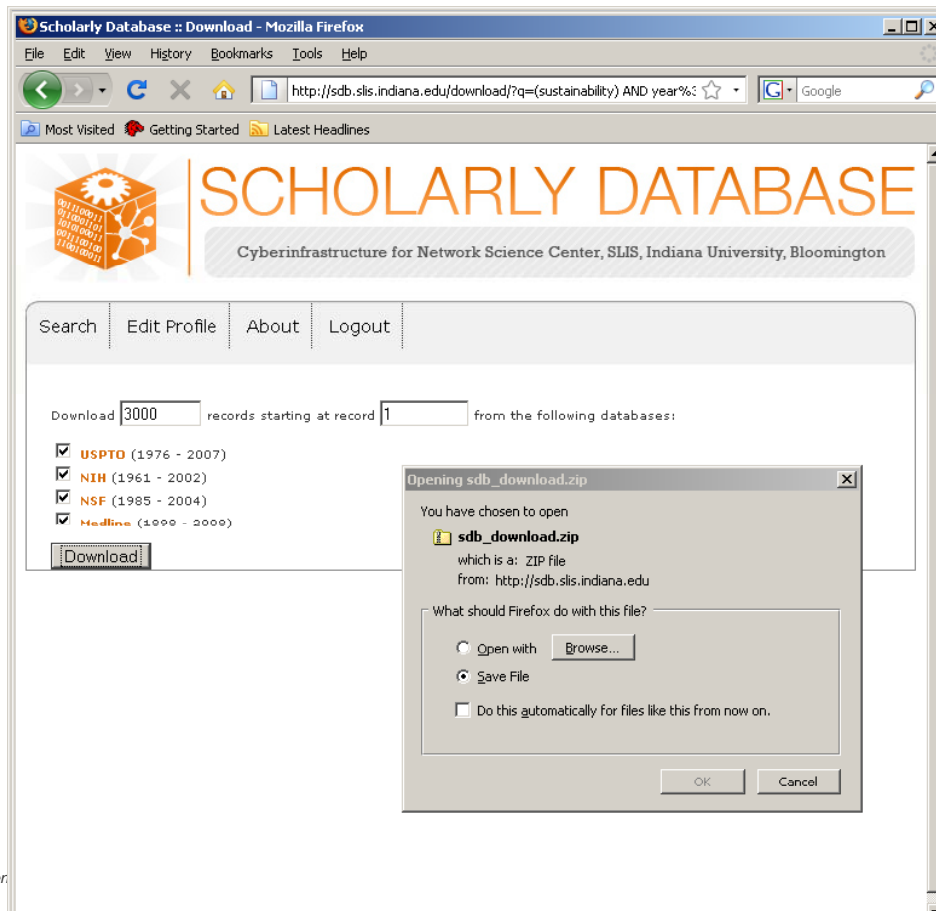 Scholarly Database :: Download - Mozilla Firefox
File Edit View History Bookmarks Tools Help
http://sdb.slis.indiana.edu/download/?q=(sustainability) AND year%3
G Google
Most Visited Getting Started Latest Headlines
SCHOLARLY DATABASE
Cyberinfrastructure for Network Science Center, SLIS, Indiana University, Bloomington
Search Edit Profile About Logout
Download 3000 records starting at record 1 from the following databases:
USPTO (1976 - 2007)
NIH (1961 - 2002)
NSF (1985 - 2004)
Medline
Download
Opening sdb_download.zip
You have chosen to open
sdb_download.zip
which is a: ZIP file
from: http://sdb.slis.indiana.edu
What should Firefox do with this file?
Open with Browse...
Save File
Do this automatically for files like this from now on.
OK Cancel